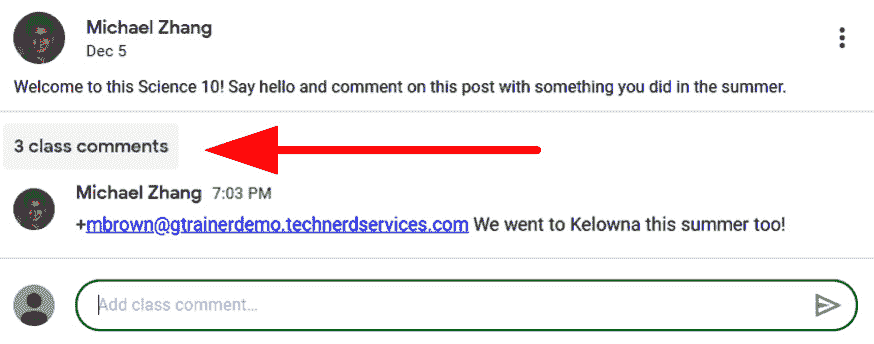 Michael Zhang
Dec 5
Welcome to this Science 10! Say hello and comment on this post with something you did in the summer.
3 class comments
Michael Zhang 7:03 PM
+mbrown@gtrainerdemo.technerdservices.com We went to Kelowna this summer too!
Add class comment...